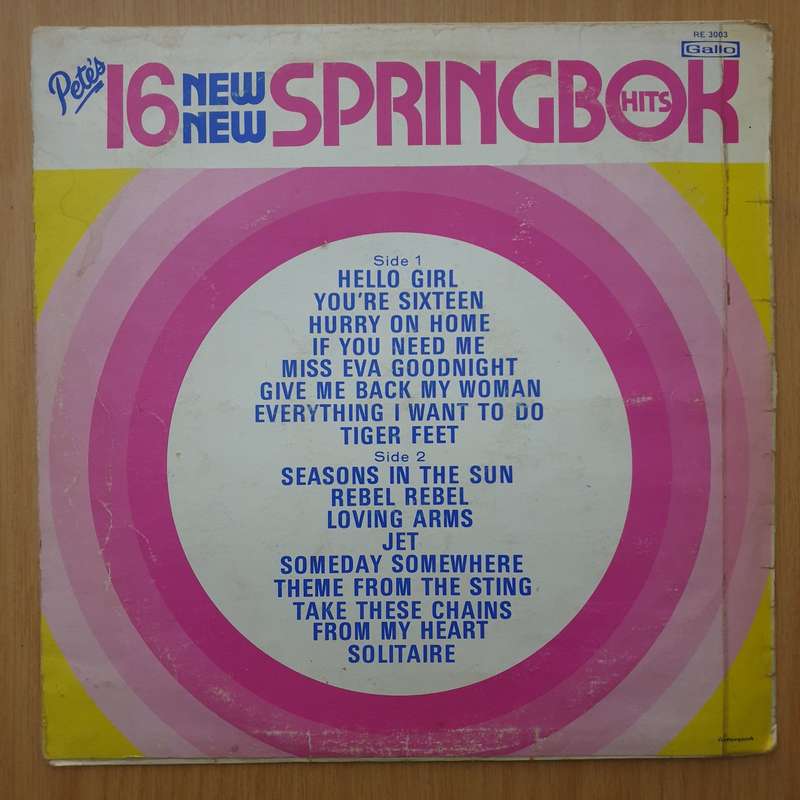 RE 3003
Gallo
Pete's
16 NEW NEW SPRINGBOK HITS
Side 1
HELLO GIRL
YOU'RE SIXTEEN
HURRY ON HOME
IF YOU NEED ME
MISS EVA GOODNIGHT
GIVE ME BACK MY WOMAN
EVERYTHING I WANT TO DO
TIGER FEET
Side 2
SEASONS IN THE SUN
REBEL REBEL
LOVING ARMS
JET
SOMEDAY SOMEWHERE
THEME FROM THE STING
TAKE THESE CHAINS
FROM MY HEART
SOLITAIRE